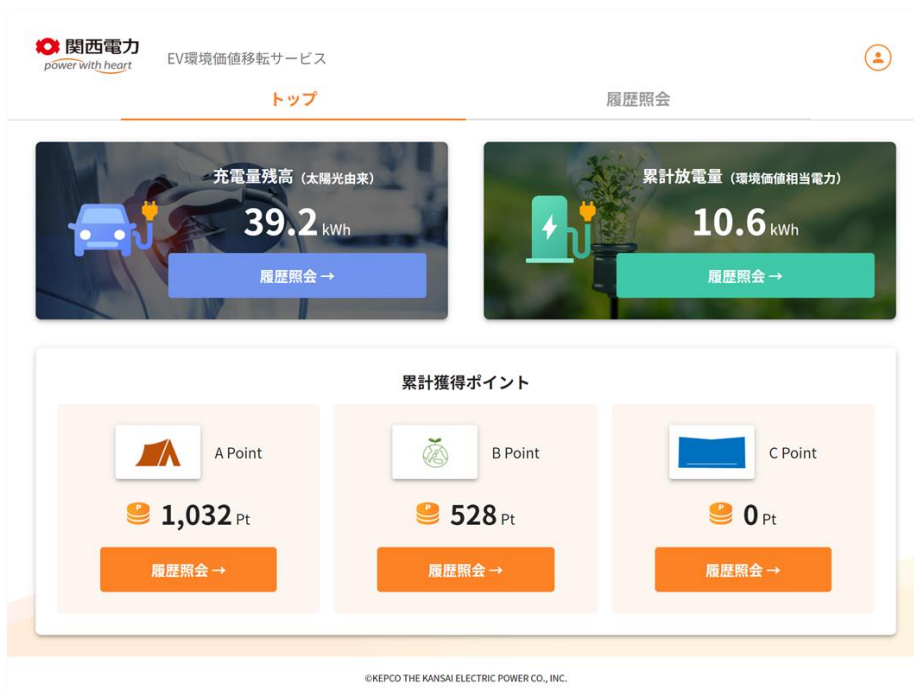 関西電力
power with heart
EV環境価値移転サービス
トップ
履歴照会
充電量残高（太陽光由来）
39.2 kWh
履歴照会→
累計放電量（環境価値相当電力）
10.6 kWh
履歴照会→
累計獲得ポイント
A Point
P
1,032 Pt
履歴照会→
B Point
P
528 Pt
履歴照会→
C Point
P
0 Pt
履歴照会→
©KEPCO THE KANSAI ELECTRIC POWER CO., INC.